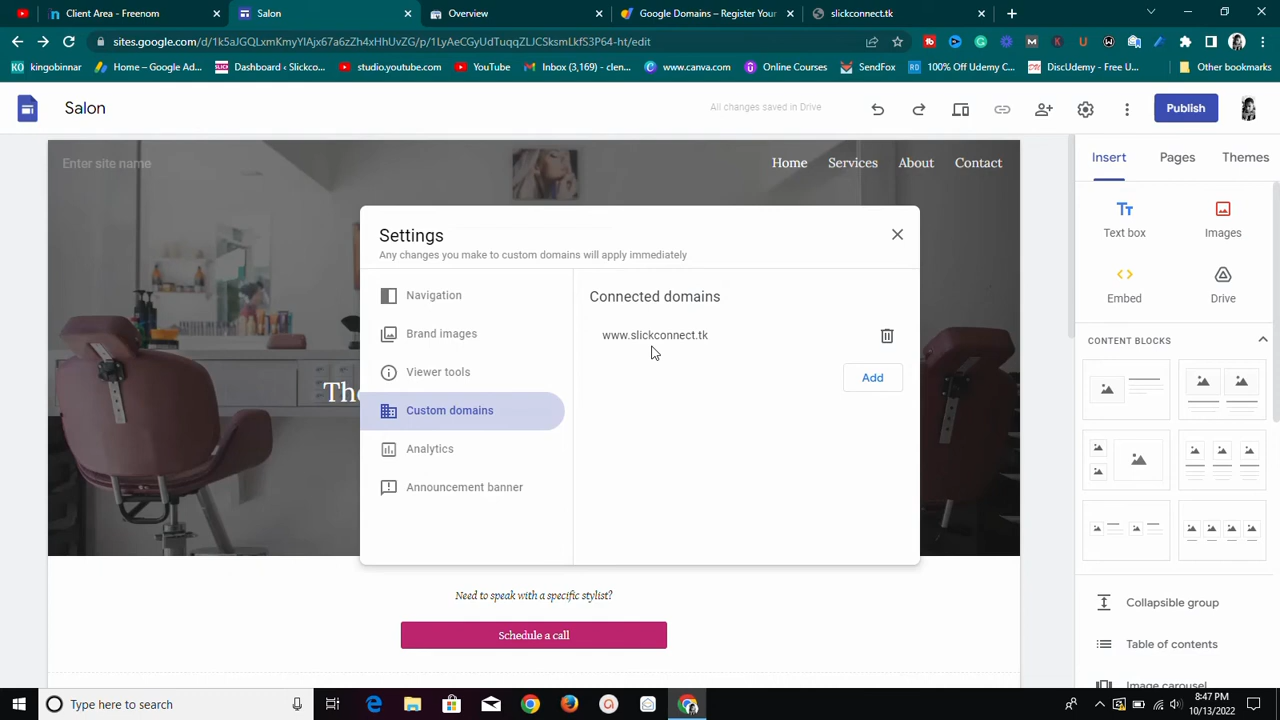 Client Area - Freenom
Salon
Overview
Google Domains - Register Your
slickconnect.tk
sites.google.com/d/1k5aJGQLxmKmyYIAjx67a6zZh4xHhUvZG/p/1LyAeCGyUdTuqqZLJCSksmLkfS3P64-ht/edit
kingobinnar
Home – Google Ad...
Dashboard ‹ Slickco...
studio.youtube.com
YouTube
Inbox (3,169) - clen...
www.canva.com
Online Courses
SendFox
100% Off Udemy C...
DiscUdemy - Free U...
Other bookmarks
Salon
All changes saved in Drive
Publish
Enter site name
Home
Services
About
Contact
Insert
Pages
Themes
Text box
Images
Embed
Drive
CONTENT BLOCKS
Collapsible group
Table of contents
Image carousel
Settings
Any changes you make to custom domains will apply immediately
Navigation
Brand images
Viewer tools
Custom domains
Analytics
Announcement banner
Connected domains
www.slickconnect.tk
Add
Need to speak with a specific stylist?
Schedule a call
Type here to search
8:47 PM
10/13/2022